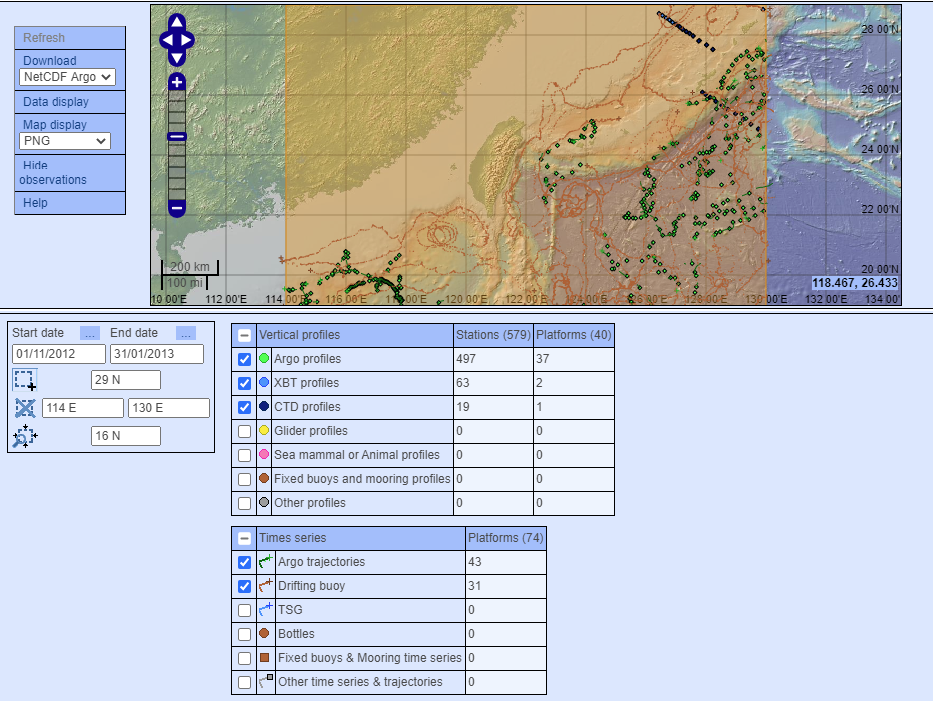 Refresh
Download
NetCDF Argo
Data display
Map display
PNG
Hide
observations
Help
28 00'N
26 00'N
24 00'N
22 00'N
20 00'N
200 km
100 mi
118.467, 26.433
10 00'E 112 00'E 114 00'E 116 00'E 118 00'E 120 00'E 122 00'E 124 00'E 126 00'E 128 00'E 130 00'E 132 00'E 134 00'
Start date ... End date ...
01/11/2012 31/01/2013
29 N
114 E 130 E
16 N
Vertical profiles Stations (579) Platforms (40)
Argo profiles 497 37
XBT profiles 63 2
CTD profiles 19 1
Glider profiles 0 0
Sea mammal or Animal profiles 0 0
Fixed buoys and mooring profiles 0 0
Other profiles 0 0
Times series Platforms (74)
Argo trajectories 43
Drifting buoy 31
TSG 0
Bottles 0
Fixed buoys & Mooring time series 0
Other time series & trajectories 0